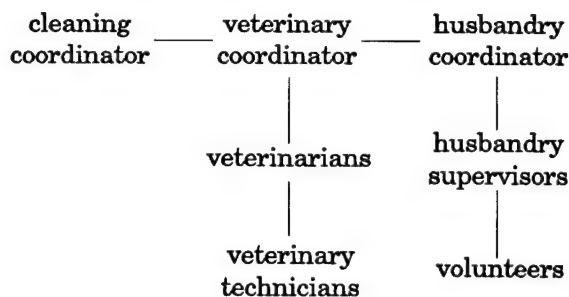 cleaning
coordinator
veterinary
coordinator
husbandry
coordinator
veterinarians
husbandry
supervisors
veterinary
technicians
volunteers